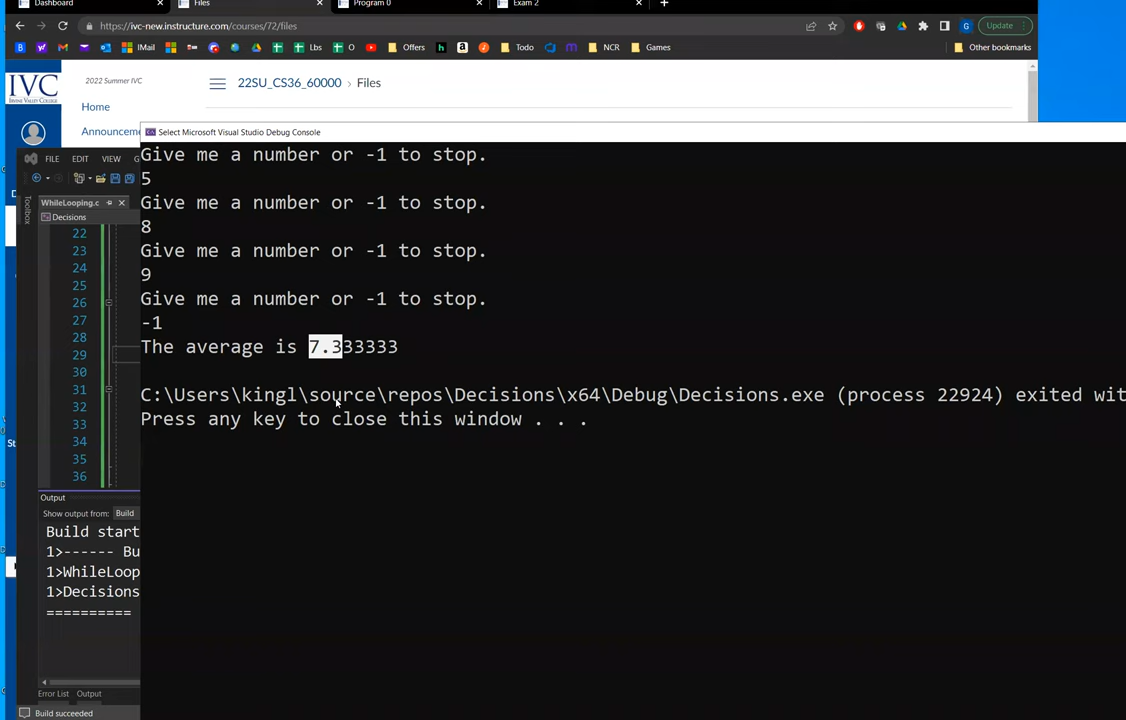 Dashboard
Files
Program 0
Exam 2
https://ivc-new.instructure.com/courses/72/files
Update
IMail
Lbs
O
Offers
Todo
NCR
Games
Other bookmarks
IVC
2022 Summer IVC
22SU_CS36_60000 › Files
Home
Announcem
Select Microsoft Visual Studio Debug Console
Give me a number or -1 to stop.
5
Give me a number or -1 to stop.
8
Give me a number or -1 to stop.
9
Give me a number or -1 to stop.
-1
The average is 7.333333
C:\Users\kingl\source\repos\Decisions\x64\Debug\Decisions.exe (process 22924) exited wit
Press any key to close this window . . .
FILE EDIT VIEW G
Toolbox
WhileLooping.c
Decisions
22
23
24
25
26
27
28
29
30
31
32
33
34
35
36
Output
Show output from: Build
Build start
1>------ Bu
1>WhileLoop
1>Decisions
==========
Error List Output
Build succeeded